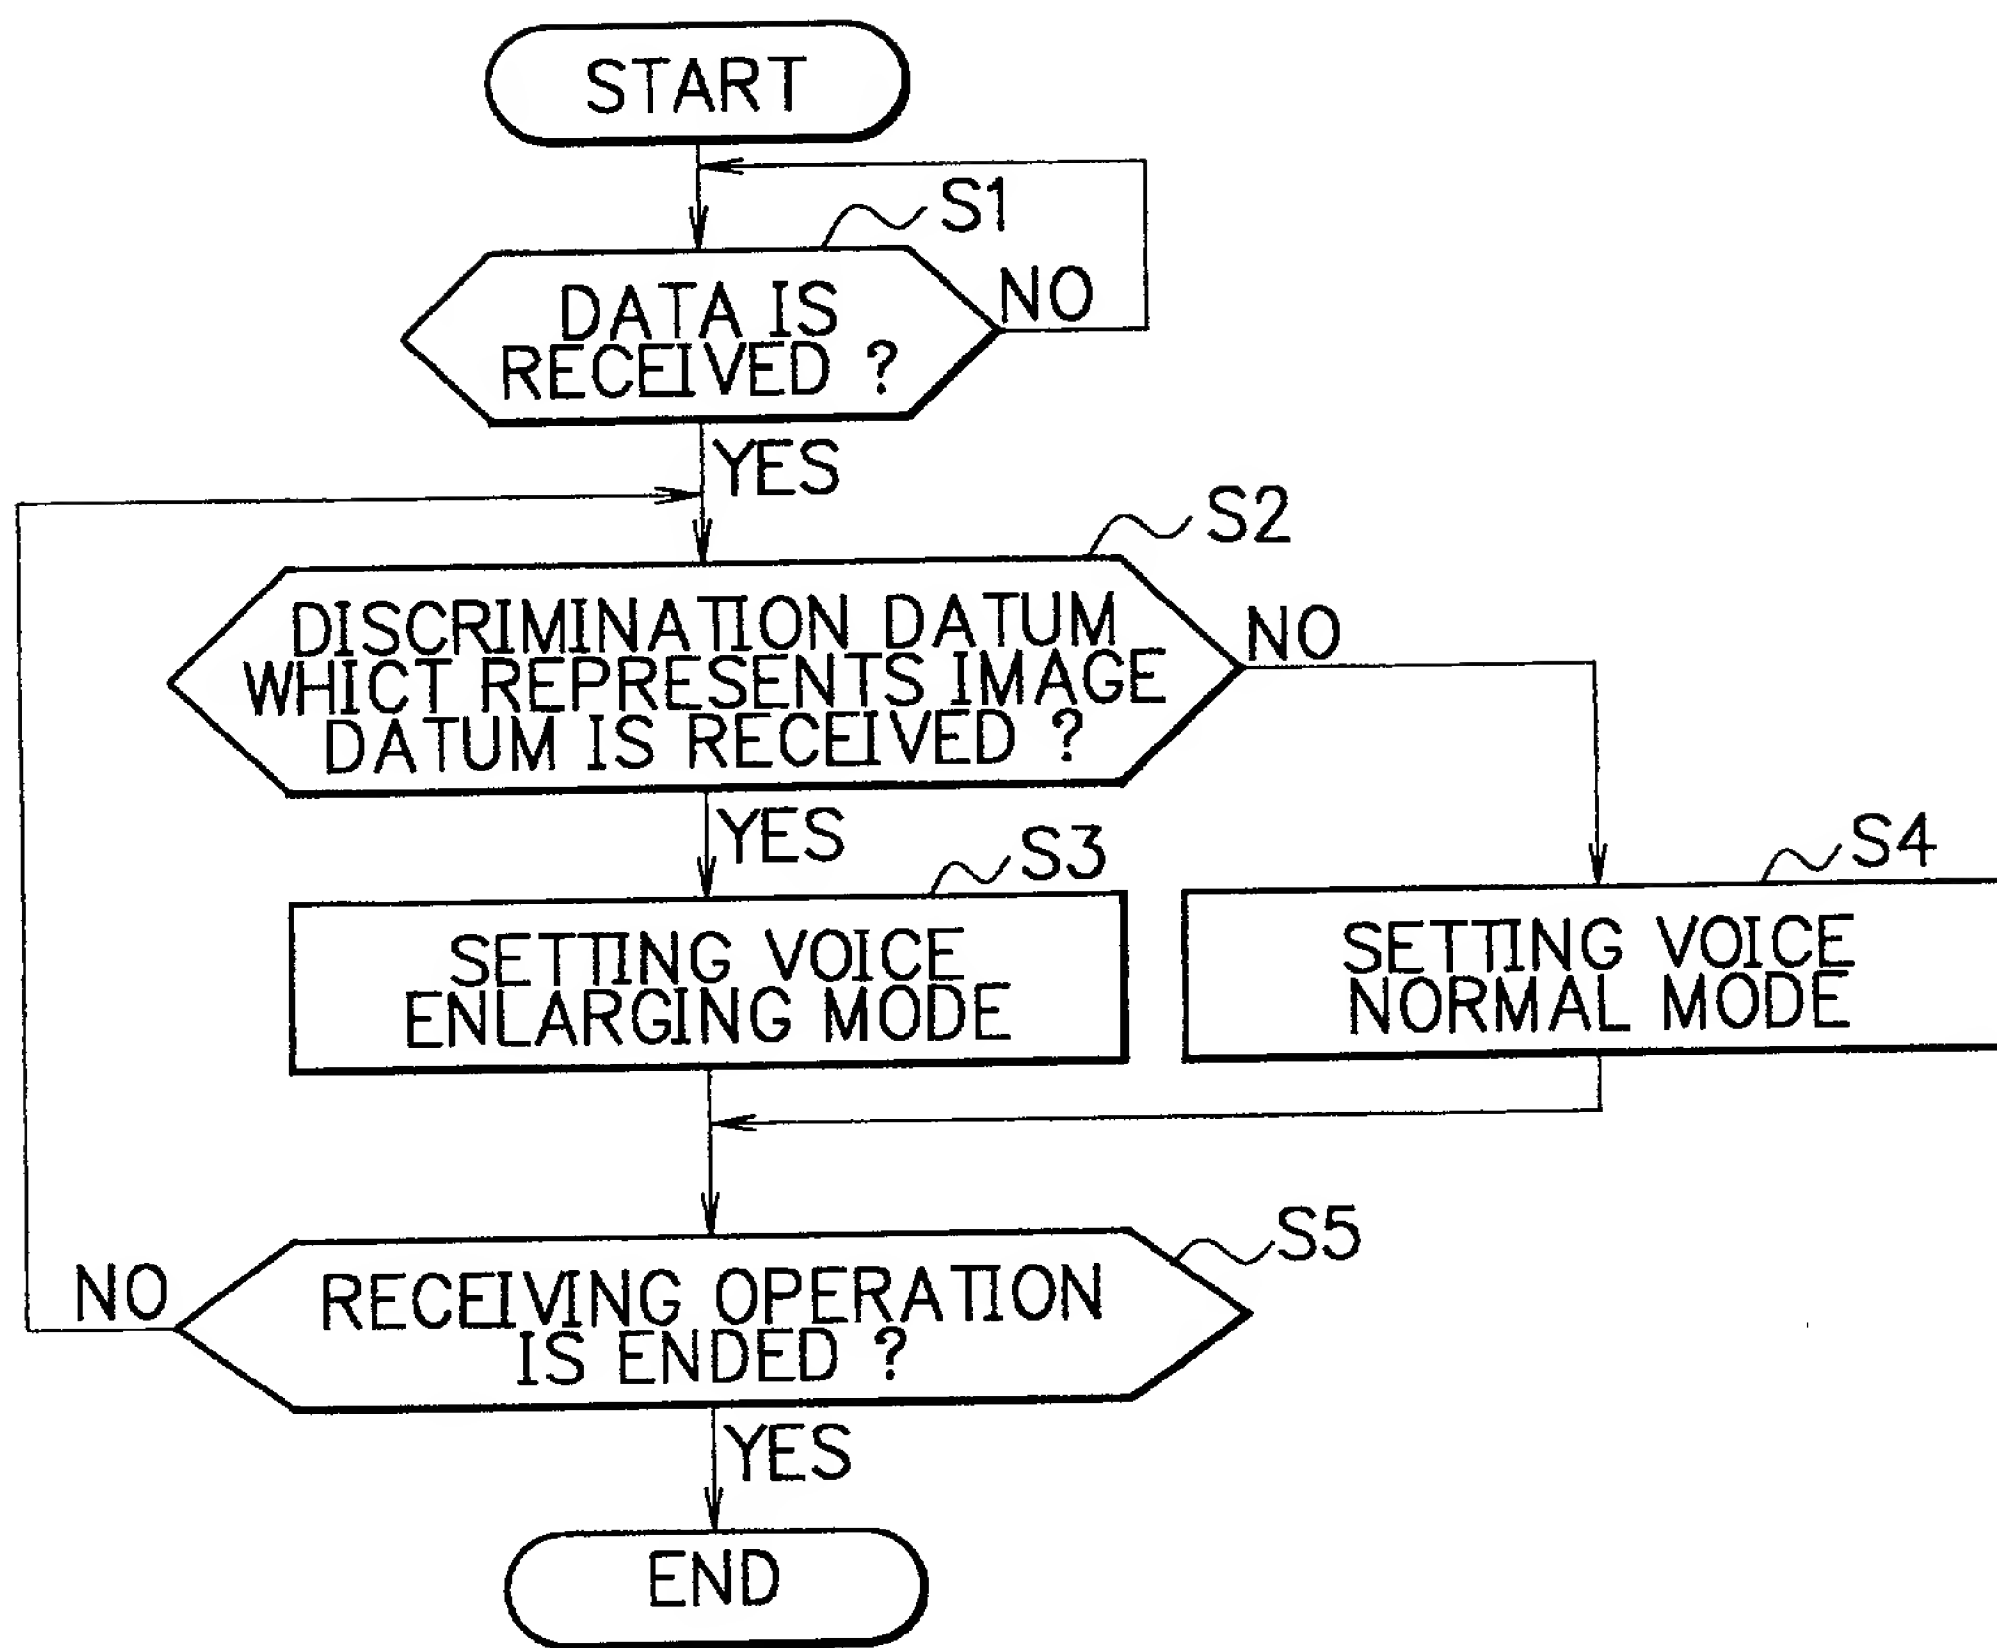 START
S1
DATA IS
RECEIVED ?
NO
YES
S2
DISCRIMINATION DATUM
WHICT REPRESENTS IMAGE
DATUM IS RECEIVED ?
NO
YES
S3
SETTING VOICE
ENLARGING MODE
S4
SETTING VOICE
NORMAL MODE
S5
NO
RECEIVING OPERATION
IS ENDED ?
YES
END